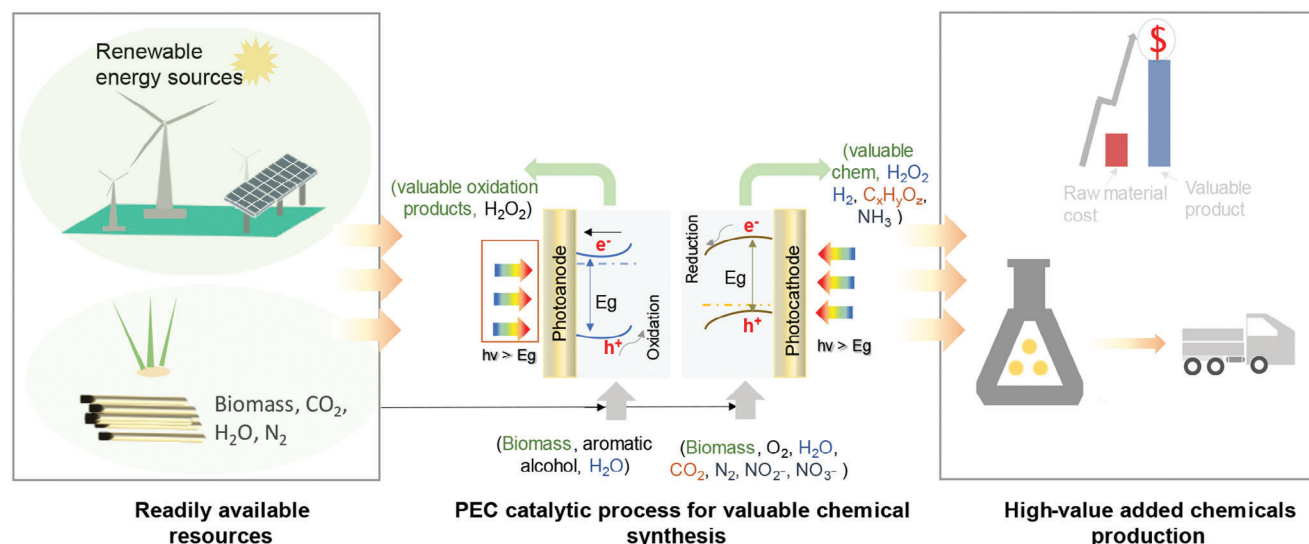 Renewable
energy sources
Biomass, CO₂,
H₂O, N₂
Readily available
resources
(valuable oxidation
products, H₂O₂)
(valuable
chem, H₂O₂
H₂, CₓHᵧO_z,
NH₃ )
hv > Eg
Photoanode
e⁻
Eg
h⁺
Oxidation
Reduction
e⁻
Eg
h⁺
Photocathode
hv > Eg
(Biomass, aromatic
alcohol, H₂O)
(Biomass, O₂, H₂O,
CO₂, N₂, NO₂⁻, NO₃⁻ )
PEC catalytic process for valuable chemical
synthesis
$
Raw material
cost
Valuable
product
High-value added chemicals
production